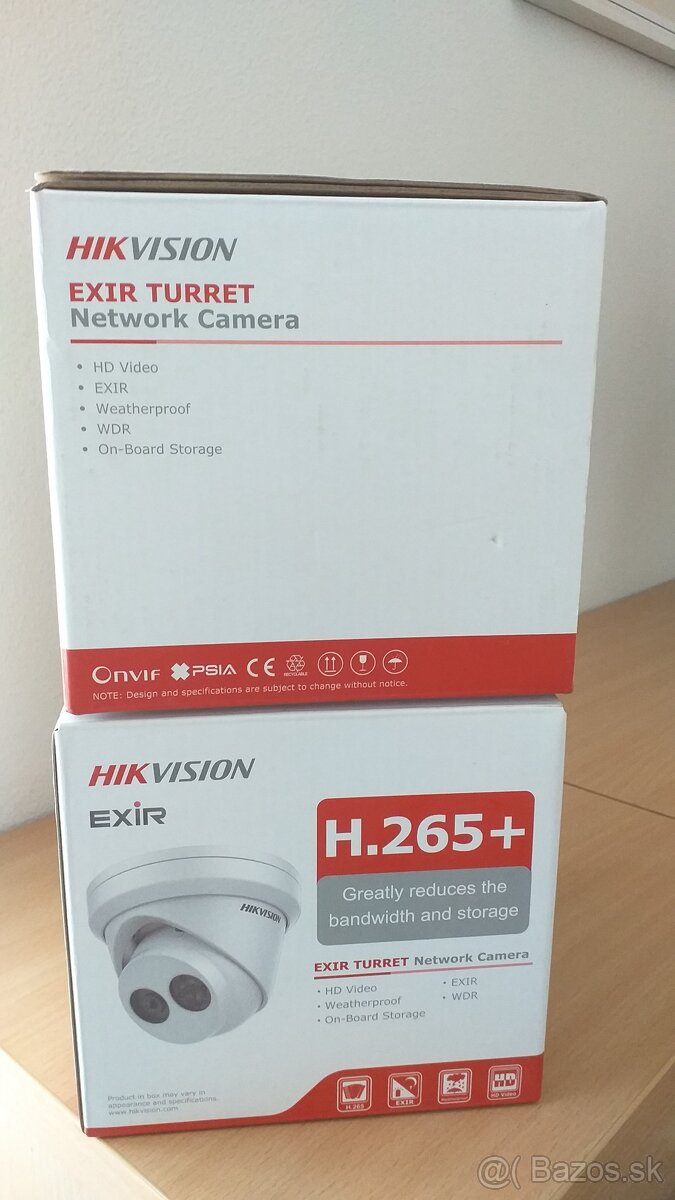 HIKVISION
EXIR TURRET
Network Camera
• HD Video
• EXIR
• Weatherproof
• WDR
• On-Board Storage
ONVIF PSIA CE RECYCLABLE
NOTE: Design and specifications are subject to change without notice.
HIKVISION
EXIR
H.265+
Greatly reduces the
bandwidth and storage
HIKVISION
EXIR TURRET Network Camera
• HD Video
• Weatherproof
• On-Board Storage
• EXIR
• WDR
Product in box may vary in
appearance and specifications.
www.hikvision.com
HD
H.265 EXIR Weatherproof HD Video
@( Bazos.sk